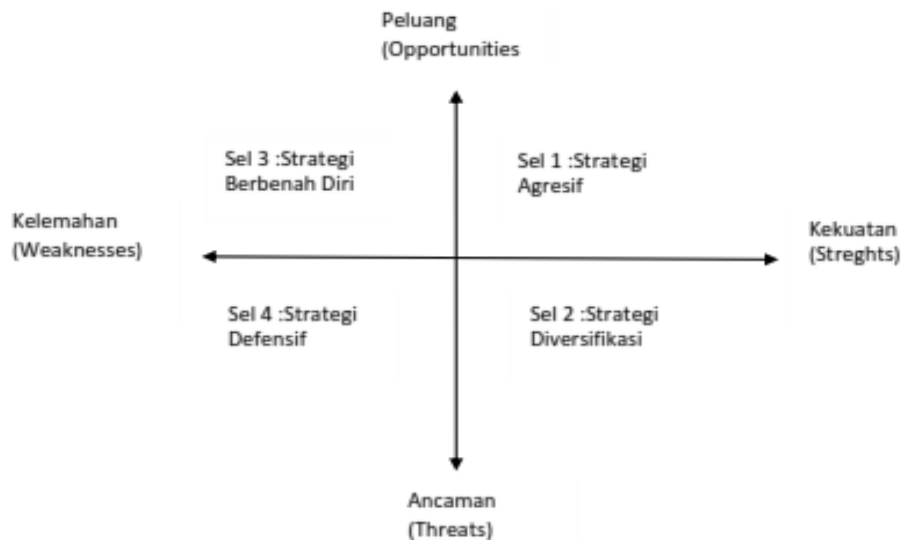 Peluang
(Opportunities
Sel 3 :Strategi
Berbenah Diri
Sel 1 :Strategi
Agresif
Kelemahan
(Weaknesses)
Kekuatan
(Streghts)
Sel 4 :Strategi
Defensif
Sel 2 :Strategi
Diversifikasi
Ancaman
(Threats)